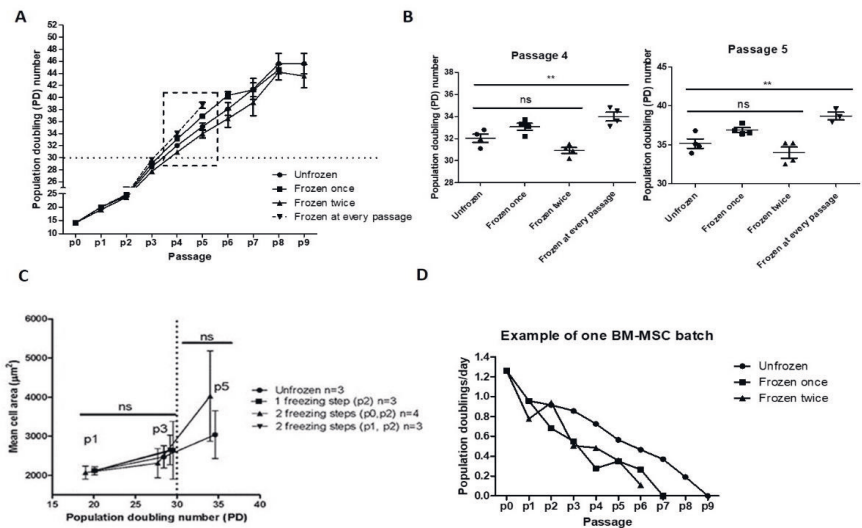 A
Population doubling (PD) number
52
50
48
46
44
42
40
38
36
34
32
30
28
26
25
20
15
10
p0 p1 p2 p3 p4 p5 p6 p7 p8 p9
Passage
Unfrozen
Frozen once
Frozen twice
Frozen at every passage
B
Passage 4
Population doubling (PD) number
38
36
34
32
30
28
**
ns
Unfrozen
Frozen once
Frozen twice
Frozen at every passage
Passage 5
Population doubling (PD) number
45
40
35
30
**
ns
Unfrozen
Frozen once
Frozen twice
Frozen at every passage
C
Mean cell area (µm²)
6000
5000
4000
3000
2000
15 20 25 30 35 40
Population doubling number (PD)
ns
ns
p1
p3
p5
Unfrozen n=3
1 freezing step (p2) n=3
2 freezing steps (p0,p2) n=4
2 freezing steps (p1, p2) n=3
D
Example of one BM-MSC batch
Population doublings/day
1.4
1.2
1.0
0.8
0.6
0.4
0.2
0.0
p0 p1 p2 p3 p4 p5 p6 p7 p8 p9
Passage
Unfrozen
Frozen once
Frozen twice